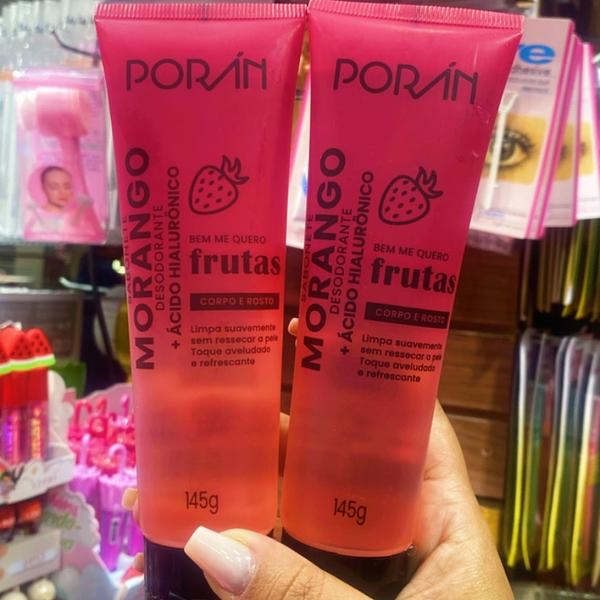 PORÁN
SABONETE
MORANGO
DESODORANTE
+ ÁCIDO HIALURÔNICO
BEM ME QUERO
frutas
CORPO E ROSTO
Limpa suavemente
sem ressecar a pele
Toque aveludado
e refrescante
145g
PORÁN
SABONETE
MORANGO
DESODORANTE
+ ÁCIDO HIALURÔNICO
BEM ME QUERO
frutas
CORPO E ROSTO
Limpa suavemente
sem ressecar a pele
Toque aveludado
e refrescante
145g